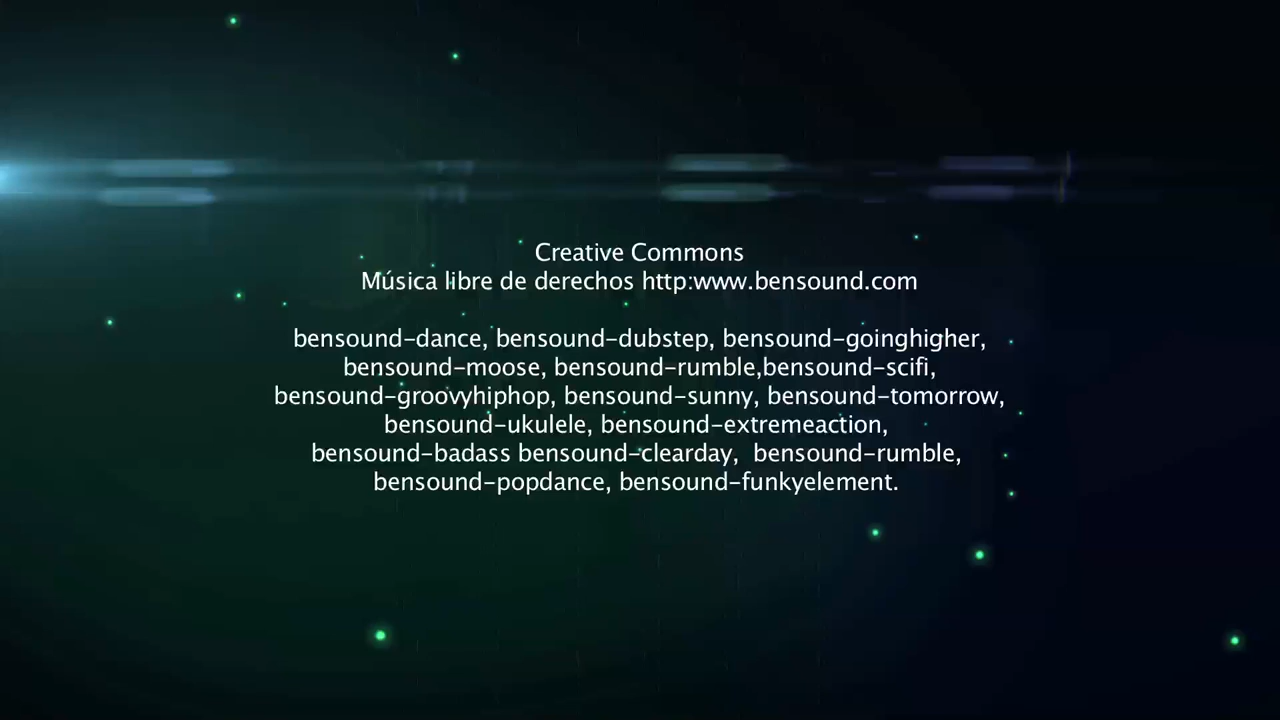 Creative Commons
Música libre de derechos http:www.bensound.com
bensound-dance, bensound-dubstep, bensound-goinghigher,
bensound-moose, bensound-rumble,bensound-scifi,
bensound-groovyhiphop, bensound-sunny, bensound-tomorrow,
bensound-ukulele, bensound-extremeaction,
bensound-badass bensound-clearday,  bensound-rumble,
bensound-popdance, bensound-funkyelement.